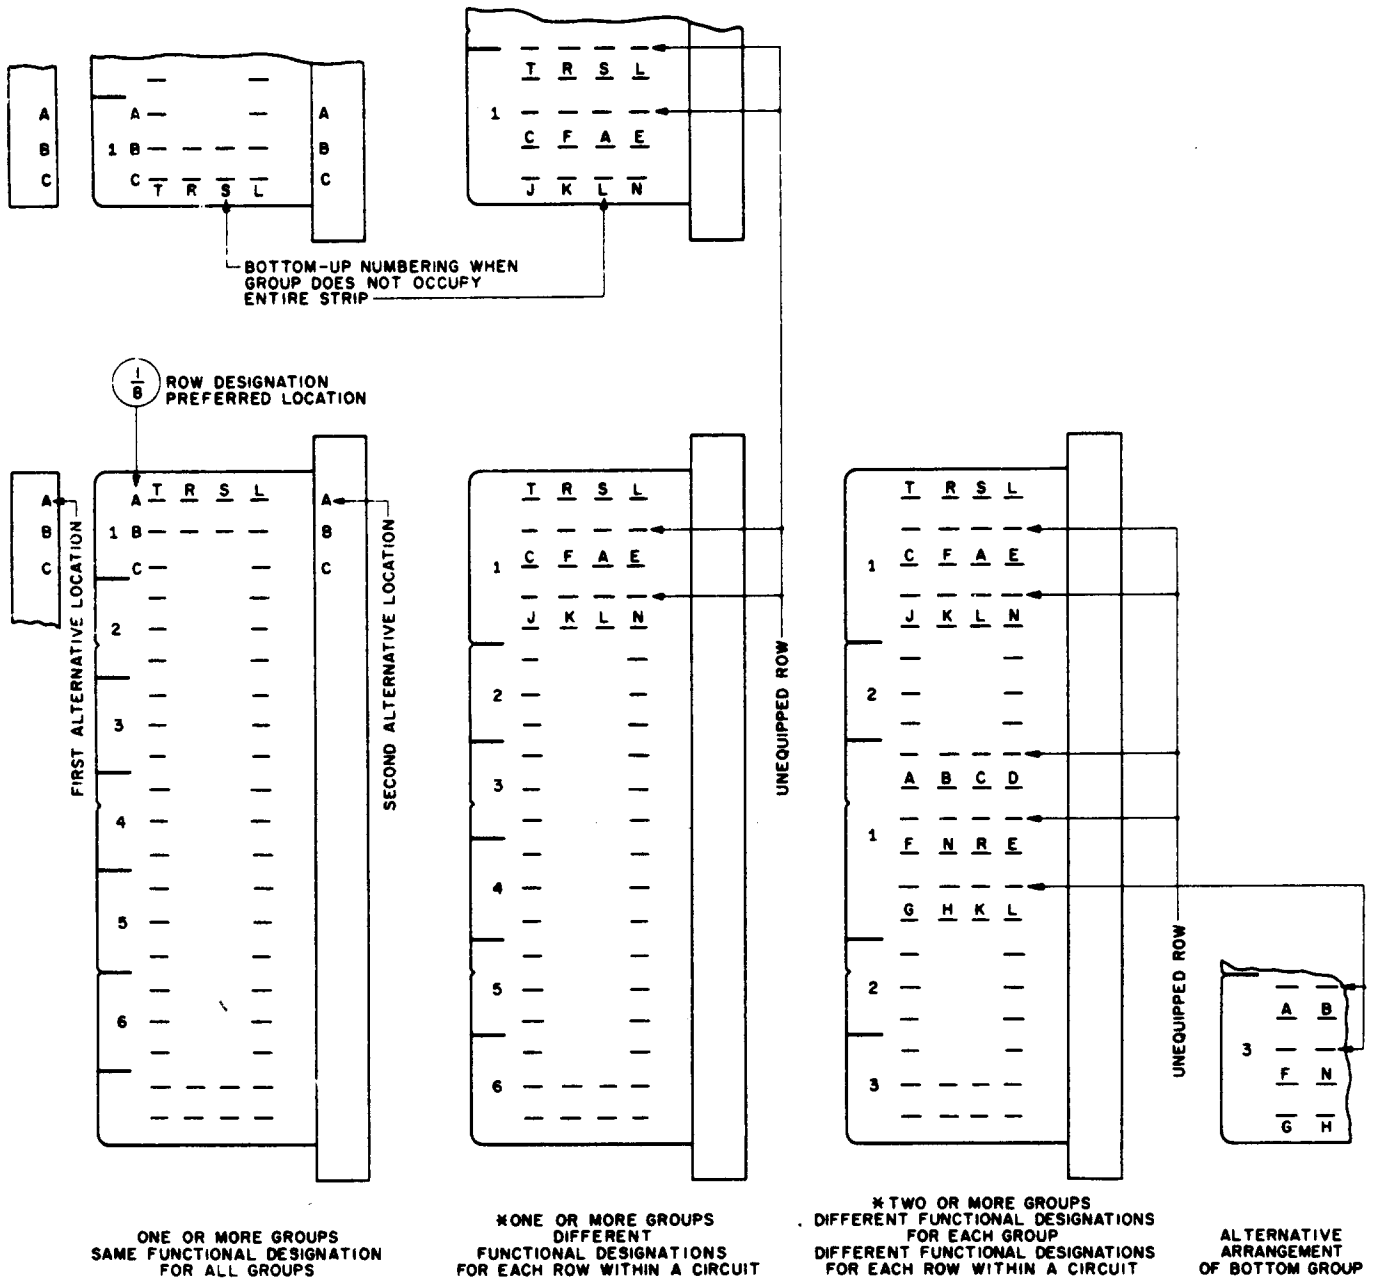 T R S L
A A A
1 B B B
C C C
T R S L
1
C F A E
J K L N
BOTTOM-UP NUMBERING WHEN
GROUP DOES NOT OCCUPY
ENTIRE STRIP
1
8
ROW DESIGNATION
PREFERRED LOCATION
A
B
C
FIRST ALTERNATIVE LOCATION
A T R S L
1 B
C
2
3
4
5
6
A
B
C
SECOND ALTERNATIVE LOCATION
T R S L
1 C F A E
J K L N
2
3
4
5
6
UNEQUIPPED ROW
T R S L
1 C F A E
J K L N
2
A B C D
1
F N R E
G H K L
2
3
UNEQUIPPED ROW
A B
3
F N
G H
ONE OR MORE GROUPS
SAME FUNCTIONAL DESIGNATION
FOR ALL GROUPS
*ONE OR MORE GROUPS
DIFFERENT
FUNCTIONAL DESIGNATIONS
FOR EACH ROW WITHIN A CIRCUIT
*TWO OR MORE GROUPS
DIFFERENT FUNCTIONAL DESIGNATIONS
FOR EACH GROUP
DIFFERENT FUNCTIONAL DESIGNATIONS
FOR EACH ROW WITHIN A CIRCUIT
ALTERNATIVE
ARRANGEMENT
OF BOTTOM GROUP